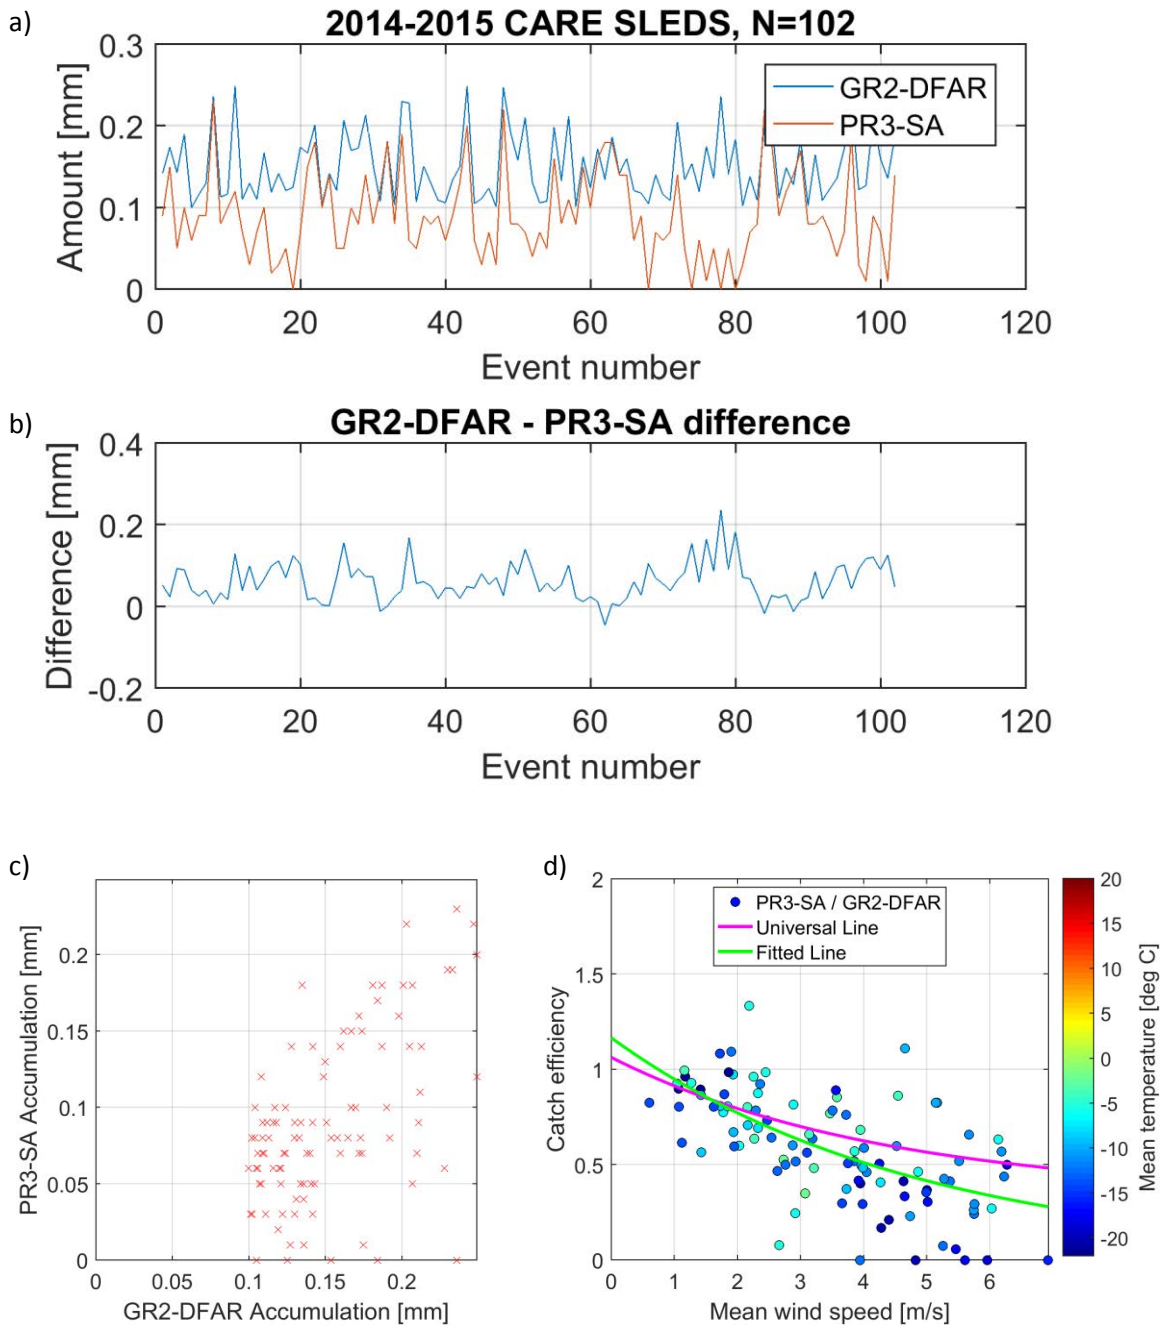 a)
2014-2015 CARE SLEDS, N=102
Amount [mm]
0.3
0.2
0.1
0
GR2-DFAR
PR3-SA
0 20 40 60 80 100 120
Event number
b)
GR2-DFAR - PR3-SA difference
Difference [mm]
0.4
0.2
0
-0.2
0 20 40 60 80 100 120
Event number
c)
PR3-SA Accumulation [mm]
0.2
0.15
0.1
0.05
0
0 0.05 0.1 0.15 0.2
GR2-DFAR Accumulation [mm]
d)
Catch efficiency
2
1.5
1
0.5
0
PR3-SA / GR2-DFAR
Universal Line
Fitted Line
0 1 2 3 4 5 6
Mean wind speed [m/s]
20
15
10
5
0
-5
-10
-15
-20
Mean temperature [deg C]